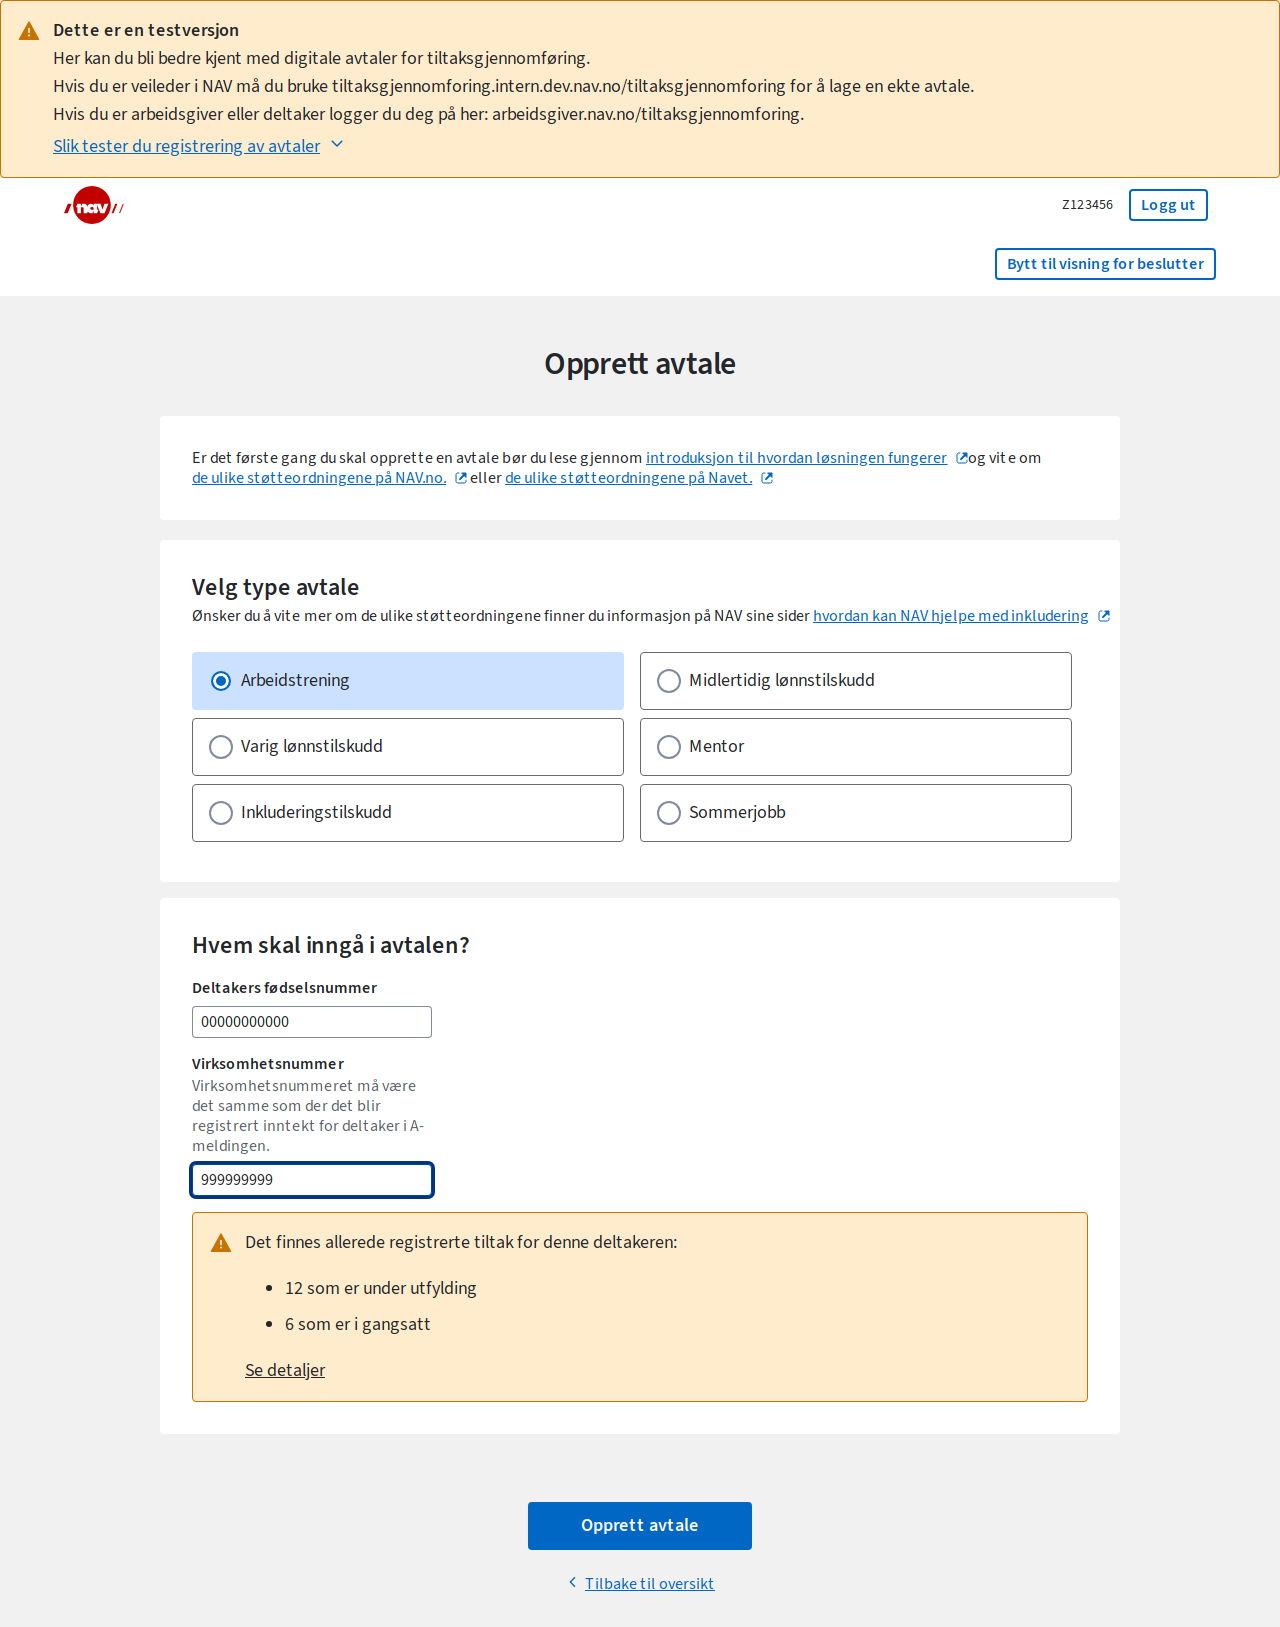 Dette er en testversjon
Her kan du bli bedre kjent med digitale avtaler for tiltaksgjennomføring.
Hvis du er veileder i NAV må du bruke tiltaksgjennomforing.intern.dev.nav.no/tiltaksgjennomforing for å lage en ekte avtale.
Hvis du er arbeidsgiver eller deltaker logger du deg på her: arbeidsgiver.nav.no/tiltaksgjennomforing.
Slik tester du registrering av avtaler
nav
Z123456
Logg ut
Bytt til visning for beslutter
Opprett avtale
Er det første gang du skal opprette en avtale bør du lese gjennom introduksjon til hvordan løsningen fungerer og vite om
de ulike støtteordningene på NAV.no. eller de ulike støtteordningene på Navet.
Velg type avtale
Ønsker du å vite mer om de ulike støtteordningene finner du informasjon på NAV sine sider hvordan kan NAV hjelpe med inkludering
Arbeidstrening
Midlertidig lønnstilskudd
Varig lønnstilskudd
Mentor
Inkluderingstilskudd
Sommerjobb
Hvem skal inngå i avtalen?
Deltakers fødselsnummer
00000000000
Virksomhetsnummer
Virksomhetsnummeret må være
det samme som der det blir
registrert inntekt for deltaker i A-
meldingen.
999999999
Det finnes allerede registrerte tiltak for denne deltakeren:
12 som er under utfylding
6 som er i gangsatt
Se detaljer
Opprett avtale
Tilbake til oversikt